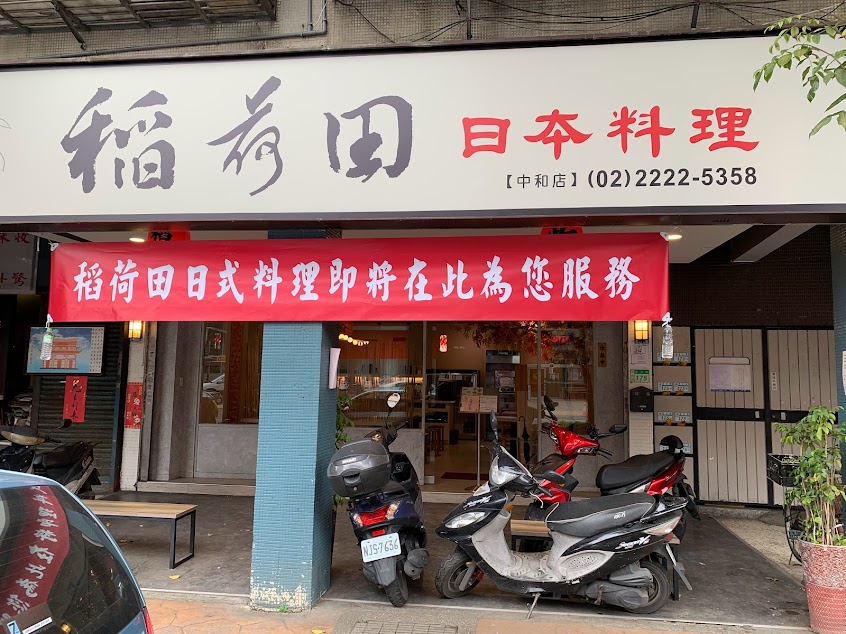 稻荷田 日本料理
【中和店】(02)2222-5358
稻荷田日式料理即將在此為您服務
175
NJS-7636